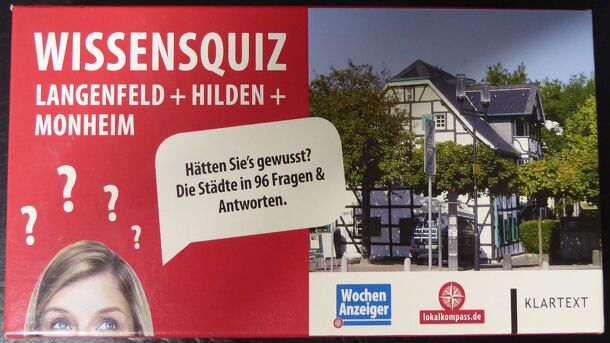 WISSENSQUIZ
LANGENFELD + HILDEN +
MONHEIM
Hätten Sie's gewusst?
Die Städte in 96 Fragen &
Antworten.
? ? ? ?
Wochen
Anzeiger
lokalkompass.de
KLARTEXT